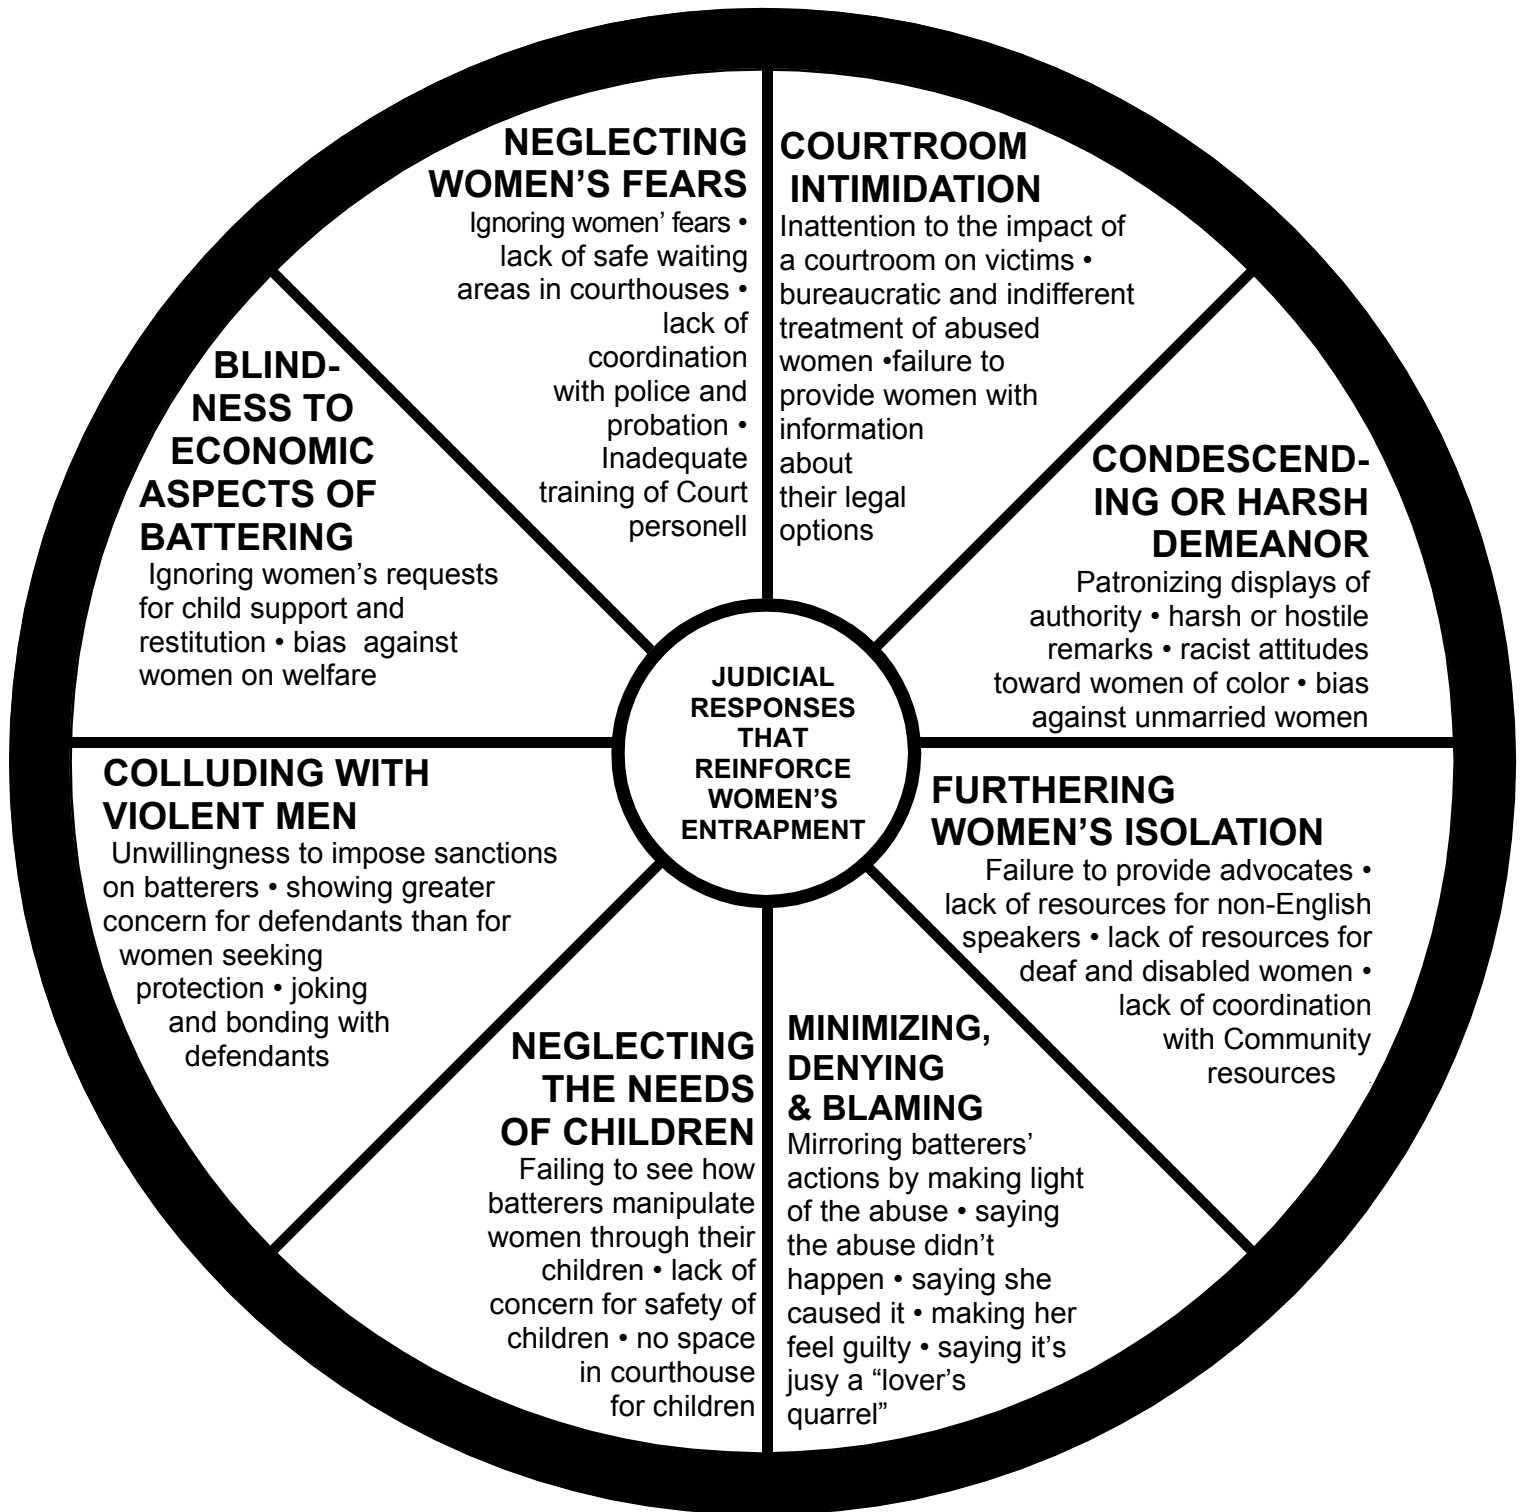 NEGLECTING
WOMEN’S FEARS
Ignoring women’ fears •
lack of safe waiting
areas in courthouses •
lack of
coordination
with police and
probation •
Inadequate
training of Court
personell
COURTROOM
INTIMIDATION
Inattention to the impact of
a courtroom on victims •
bureaucratic and indifferent
treatment of abused
women •failure to
provide women with
information
about
their legal
options
CONDESCEND-
ING OR HARSH
DEMEANOR
Patronizing displays of
authority • harsh or hostile
remarks • racist attitudes
toward women of color • bias
against unmarried women
FURTHERING
WOMEN’S ISOLATION
Failure to provide advocates •
lack of resources for non-English
speakers • lack of resources for
deaf and disabled women •
lack of coordination
with Community
resources
MINIMIZING,
DENYING
& BLAMING
Mirroring batterers’
actions by making light
of the abuse • saying
the abuse didn’t
happen • saying she
caused it • making her
feel guilty • saying it’s
jusy a “lover’s
quarrel”
NEGLECTING
THE NEEDS
OF CHILDREN
Failing to see how
batterers manipulate
women through their
children • lack of
concern for safety of
children • no space
in courthouse
for children
COLLUDING WITH
VIOLENT MEN
Unwillingness to impose sanctions
on batterers • showing greater
concern for defendants than for
women seeking
protection • joking
and bonding with
defendants
BLIND-
NESS TO
ECONOMIC
ASPECTS OF
BATTERING
Ignoring women’s requests
for child support and
restitution • bias  against
women on welfare
JUDICIAL
RESPONSES
THAT
REINFORCE
WOMEN’S
ENTRAPMENT